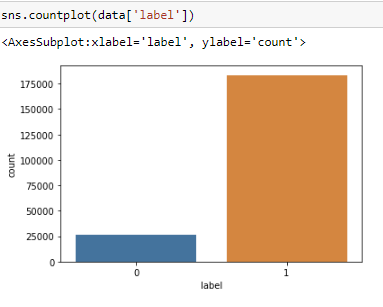 sns.countplot(data['label'])
<AxesSubplot:xlabel='label', ylabel='count'>
175000
150000
125000
100000
75000
50000
25000
0
count
0 1
label